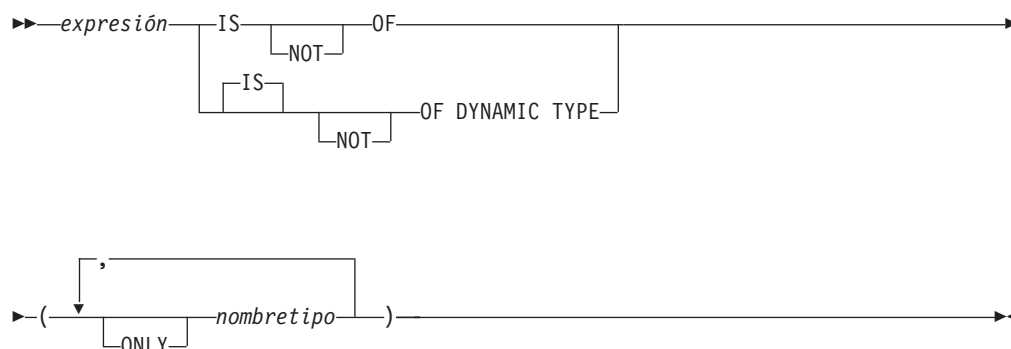 expresión IS OF
NOT
IS
OF DYNAMIC TYPE
NOT
,
( nombretipo )
ONLY